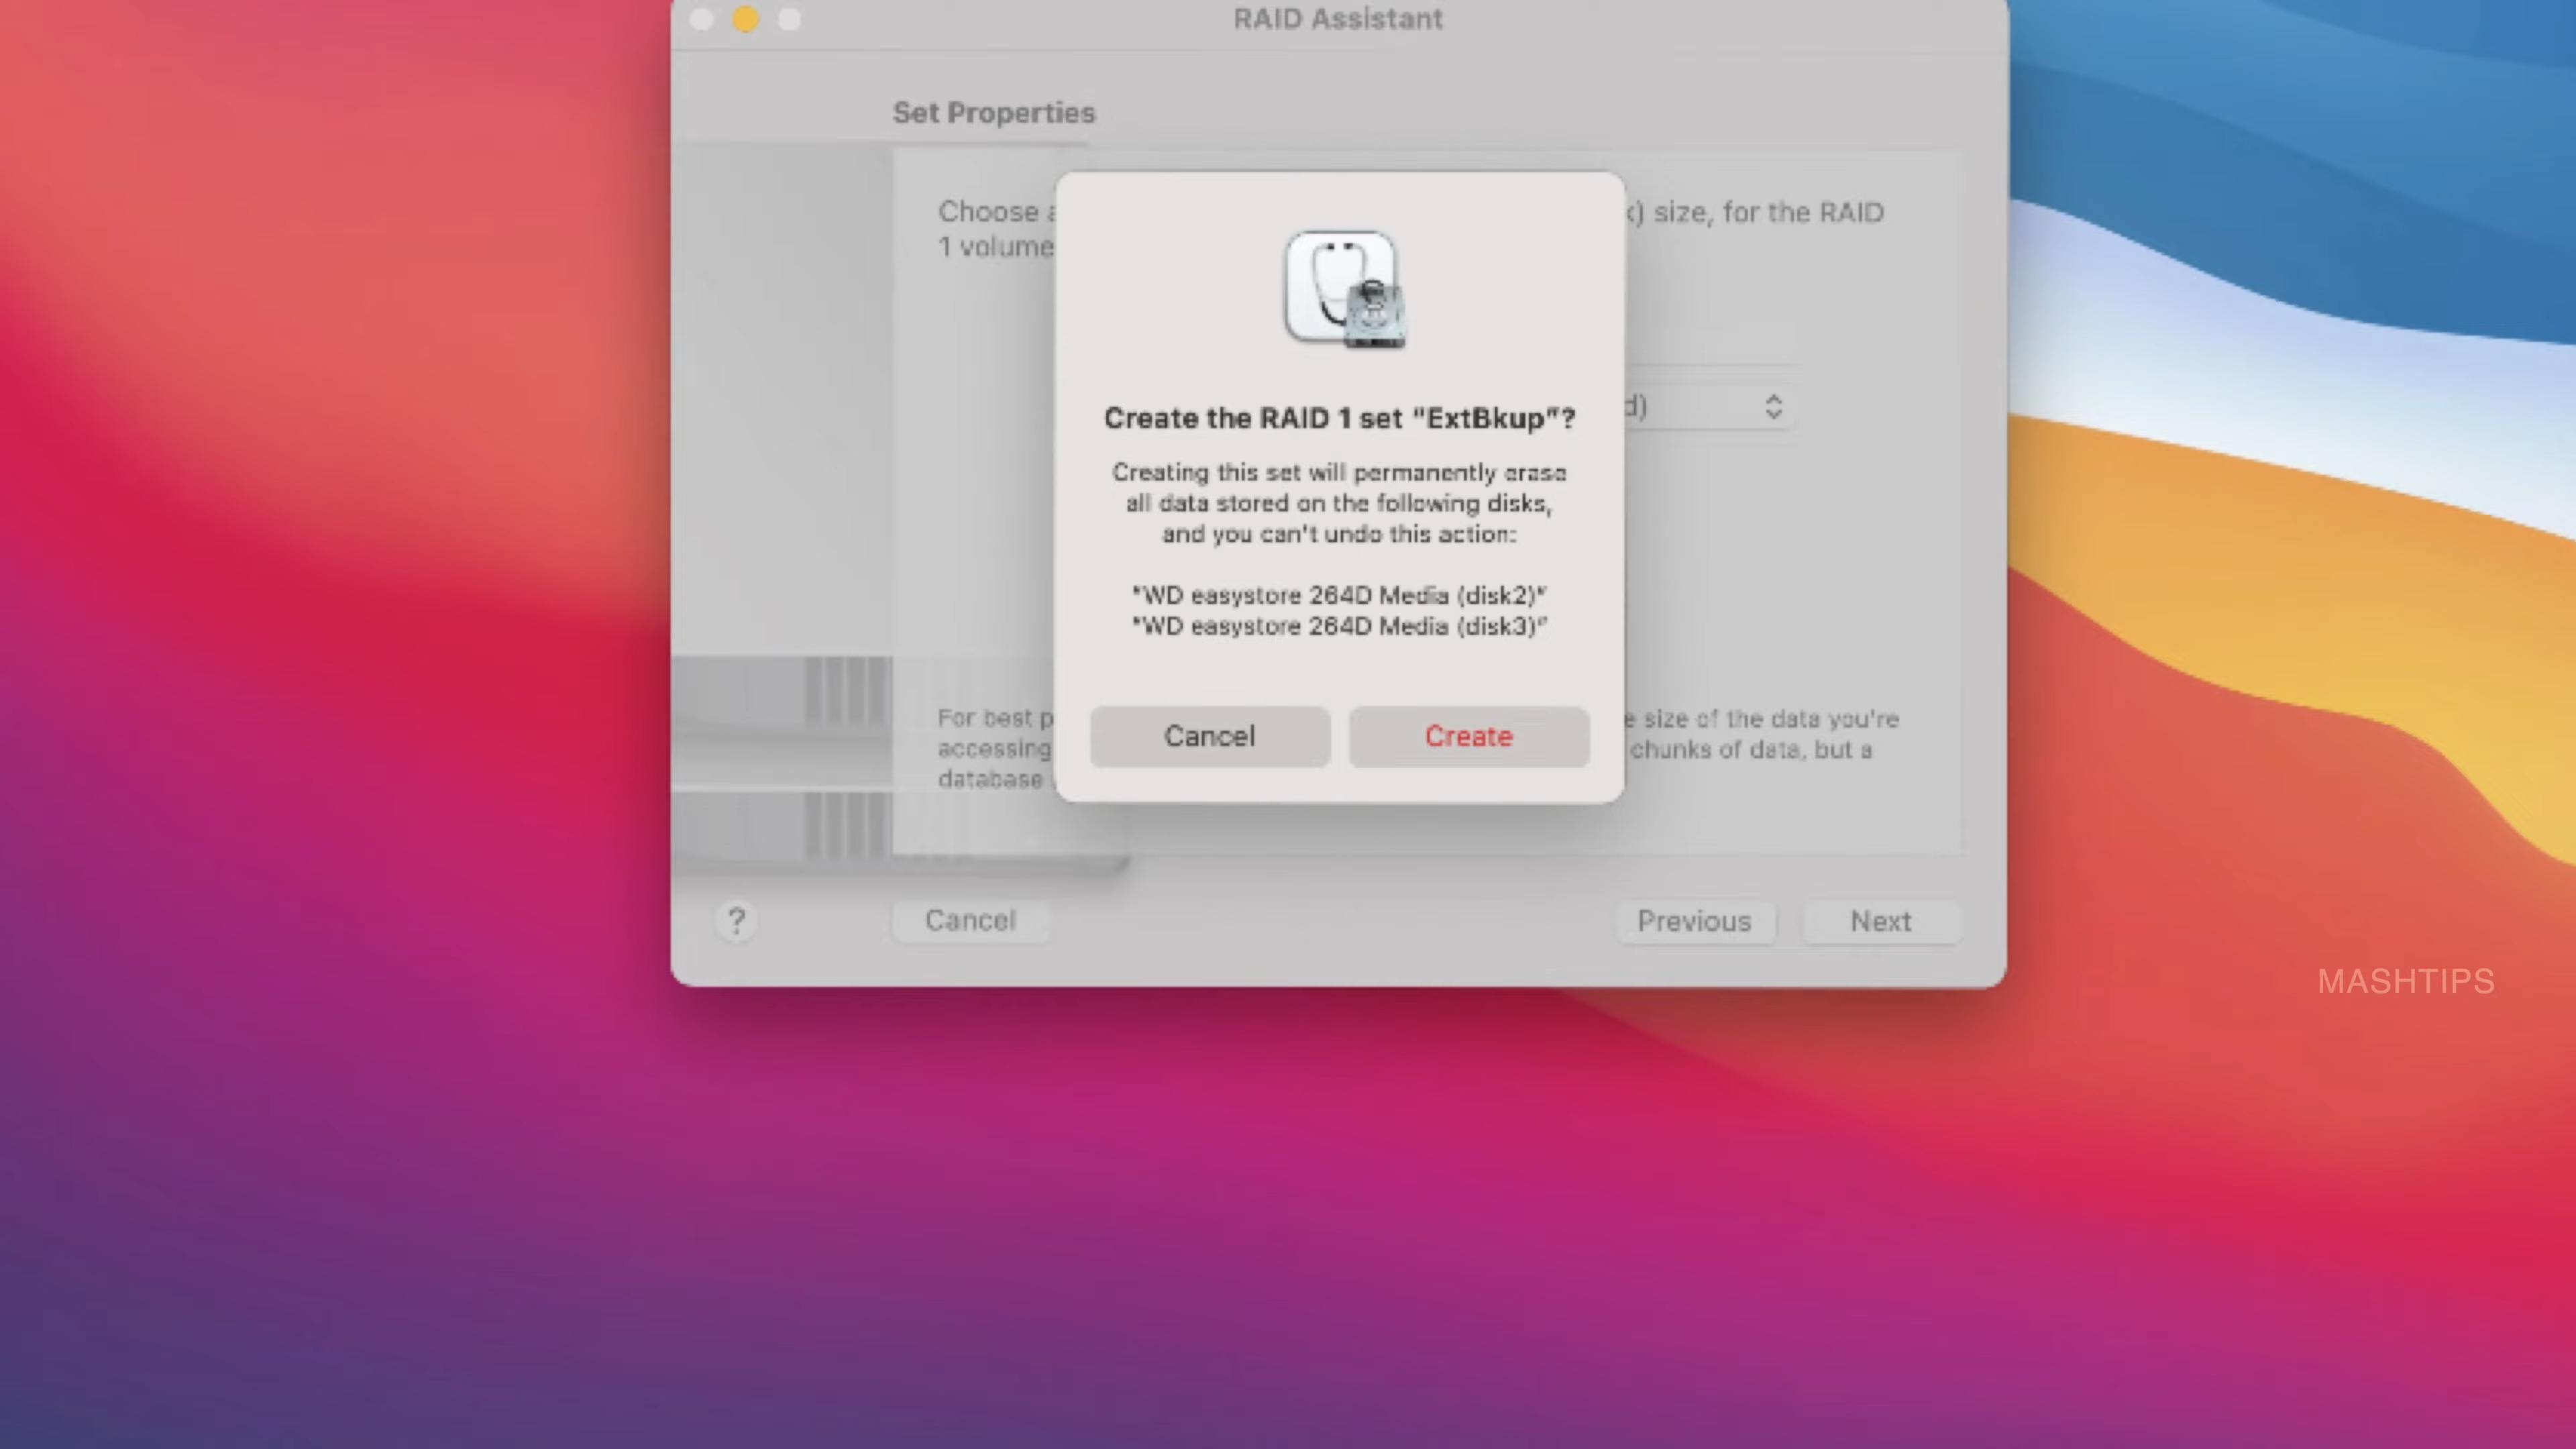 RAID Assistant
Set Properties
Choose a
k) size, for the RAID
1 volume
Create the RAID 1 set "ExtBkup"?
d)
Creating this set will permanently erase
all data stored on the following disks,
and you can't undo this action:
"WD easystore 264D Media (disk2)"
"WD easystore 264D Media (disk3)"
For best p
e size of the data you're
accessing
chunks of data, but a
database
Cancel
Create
?
Cancel
Previous
Next
MASHTIPS